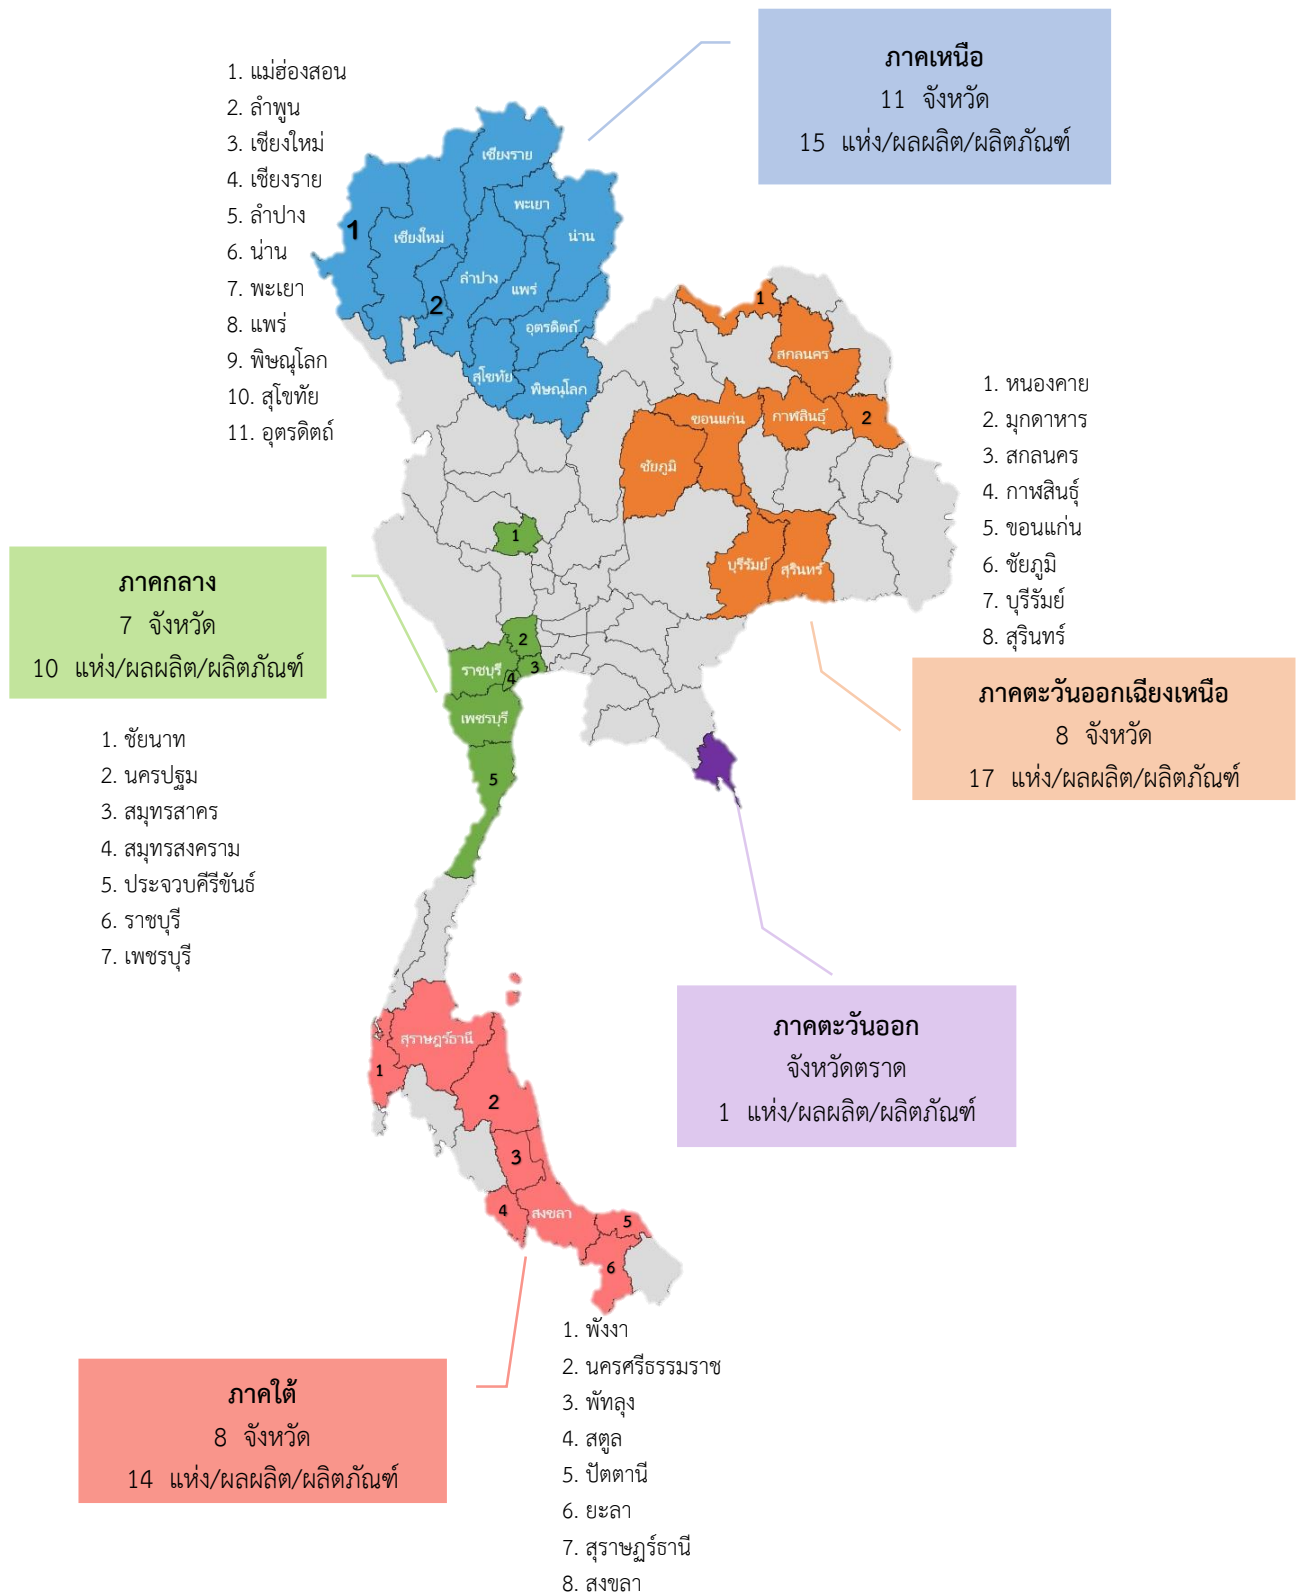 ภาคเหนือ
11 จังหวัด
15 แห่ง/ผลผลิต/ผลิตภัณฑ์
1. แม่ฮ่องสอน
2. ลำพูน
3. เชียงใหม่
4. เชียงราย
5. ลำปาง
6. น่าน
7. พะเยา
8. แพร่
9. พิษณุโลก
10. สุโขทัย
11. อุตรดิตถ์
เชียงราย
พะเยา
น่าน
1
เชียงใหม่
ลำปาง
แพร่
2
อุตรดิตถ์
สุโขทัย
พิษณุโลก
1
สกลนคร
ขอนแก่น
กาฬสินธุ์
2
ชัยภูมิ
บุรีรัมย์
สุรินทร์
1. หนองคาย
2. มุกดาหาร
3. สกลนคร
4. กาฬสินธุ์
5. ขอนแก่น
6. ชัยภูมิ
7. บุรีรัมย์
8. สุรินทร์
ภาคตะวันออกเฉียงเหนือ
8 จังหวัด
17 แห่ง/ผลผลิต/ผลิตภัณฑ์
ภาคกลาง
7 จังหวัด
10 แห่ง/ผลผลิต/ผลิตภัณฑ์
1
2
ราชบุรี
3
4
เพชรบุรี
5
1. ชัยนาท
2. นครปฐม
3. สมุทรสาคร
4. สมุทรสงคราม
5. ประจวบคีรีขันธ์
6. ราชบุรี
7. เพชรบุรี
ภาคตะวันออก
จังหวัดตราด
1 แห่ง/ผลผลิต/ผลิตภัณฑ์
สุราษฎร์ธานี
1
2
3
4
สงขลา
5
6
ภาคใต้
8 จังหวัด
14 แห่ง/ผลผลิต/ผลิตภัณฑ์
1. พังงา
2. นครศรีธรรมราช
3. พัทลุง
4. สตูล
5. ปัตตานี
6. ยะลา
7. สุราษฏร์ธานี
8. สงขลา